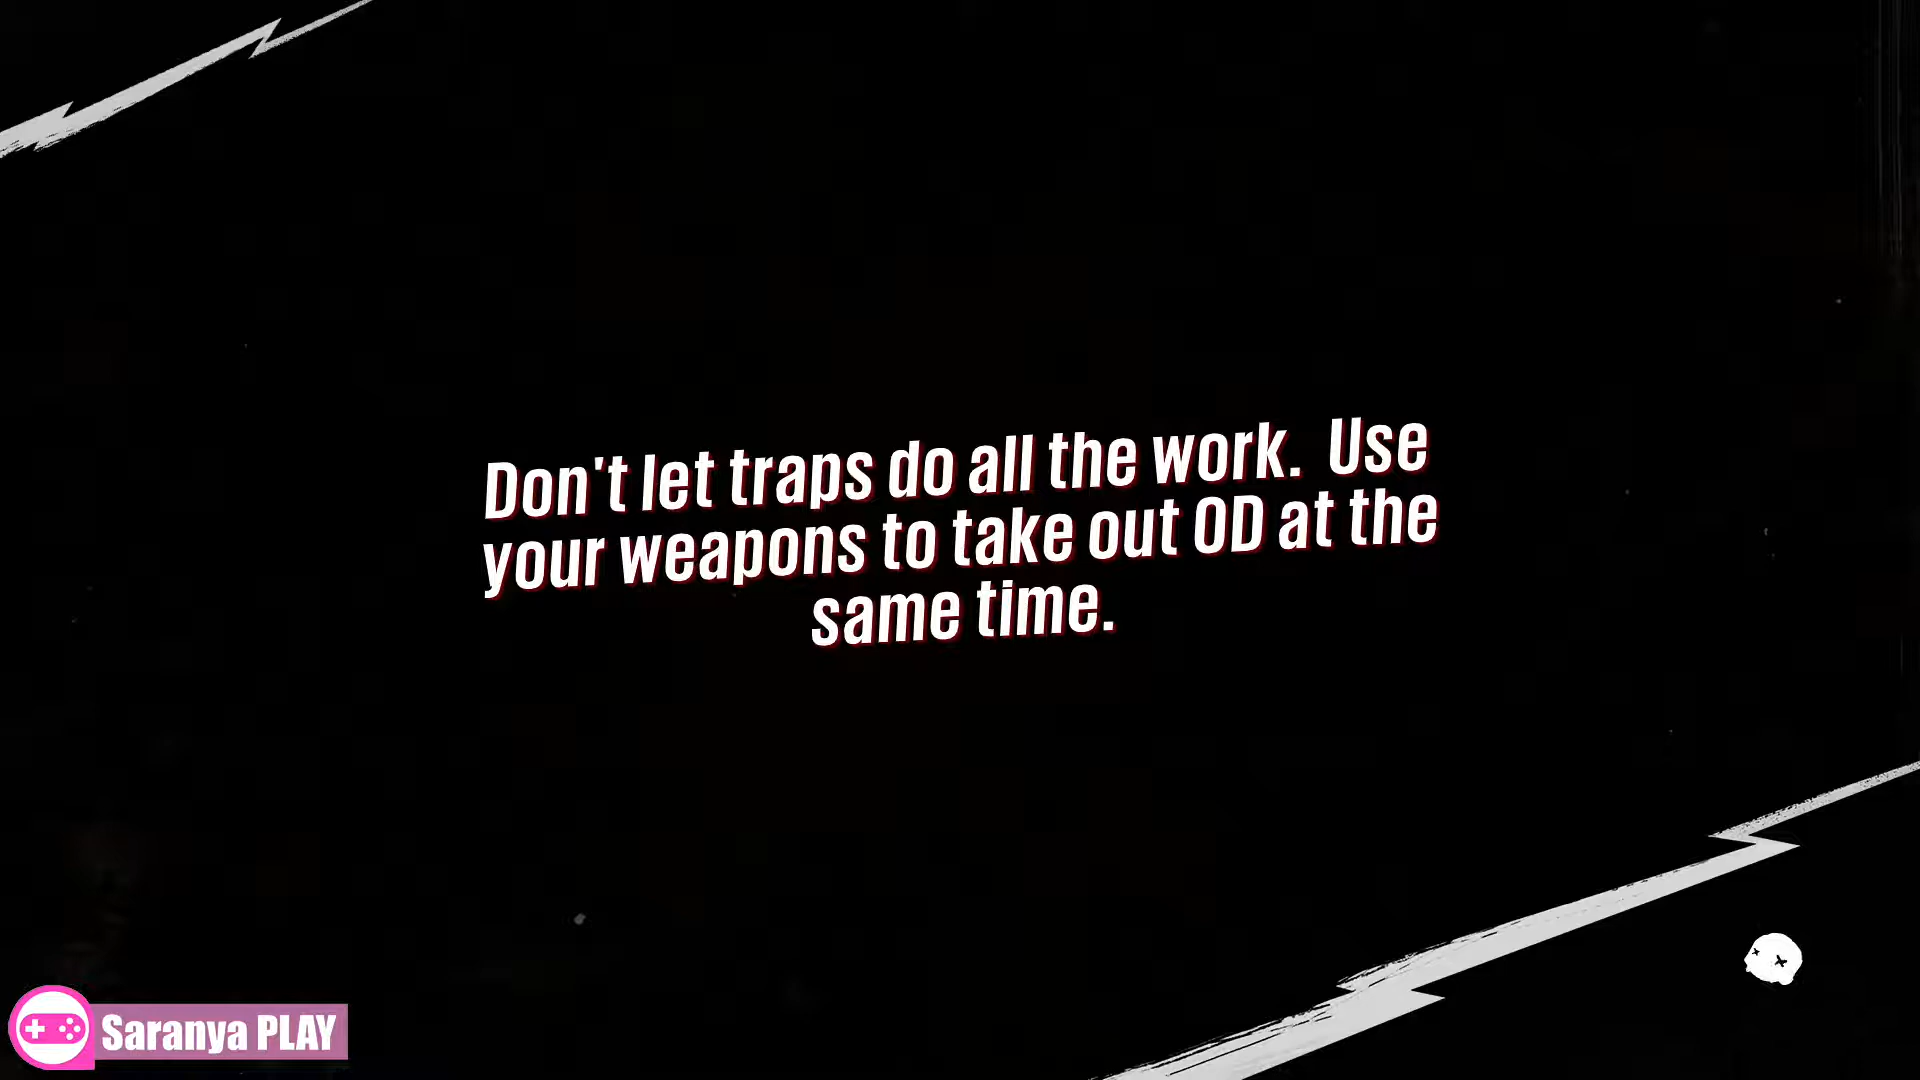 Don't let traps do all the work.  Use
your weapons to take out OD at the
same time.
Saranya PLAY